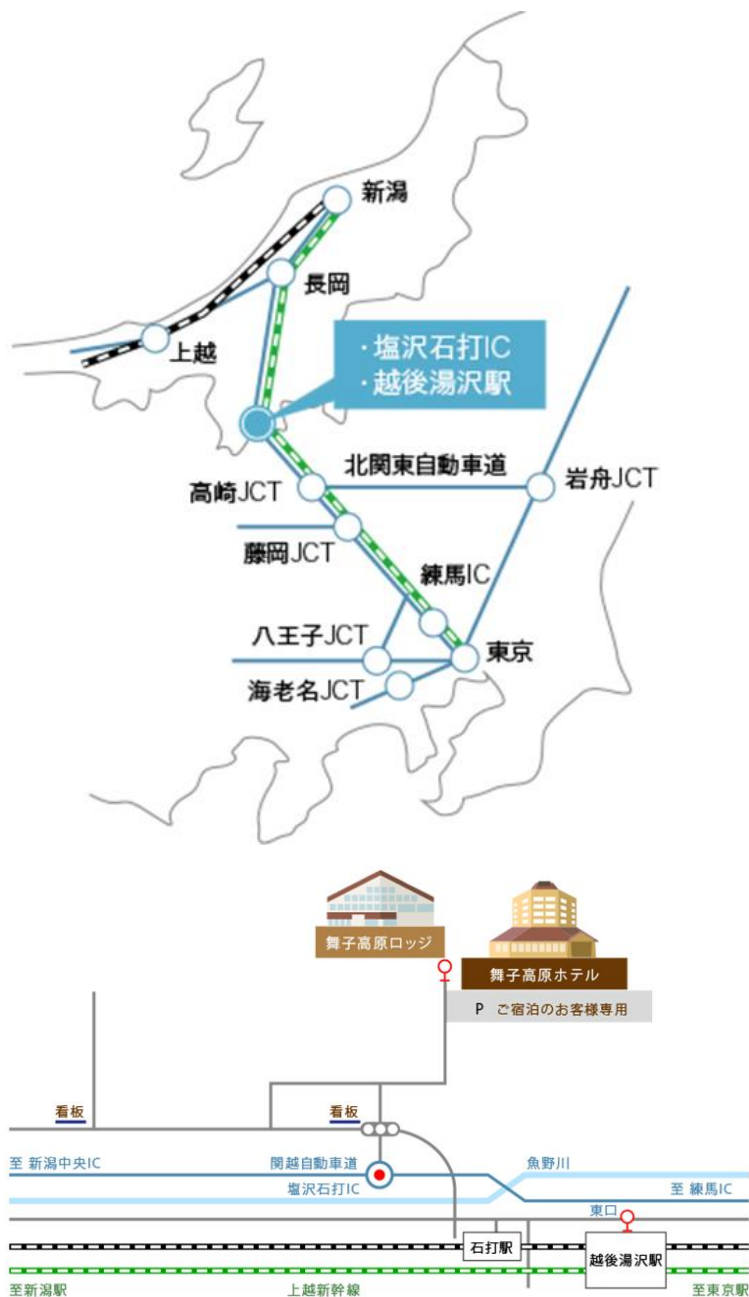 新潟
長岡
上越
・塩沢石打IC
・越後湯沢駅
北関東自動車道
高崎JCT
岩舟JCT
藤岡JCT
練馬IC
八王子JCT
東京
海老名JCT
舞子高原ロッジ
舞子高原ホテル
P ご宿泊のお客様専用
看板
看板
至 新潟中央IC
関越自動車道
魚野川
塩沢石打IC
至 練馬IC
東口
石打駅
越後湯沢駅
至新潟駅
上越新幹線
至東京駅